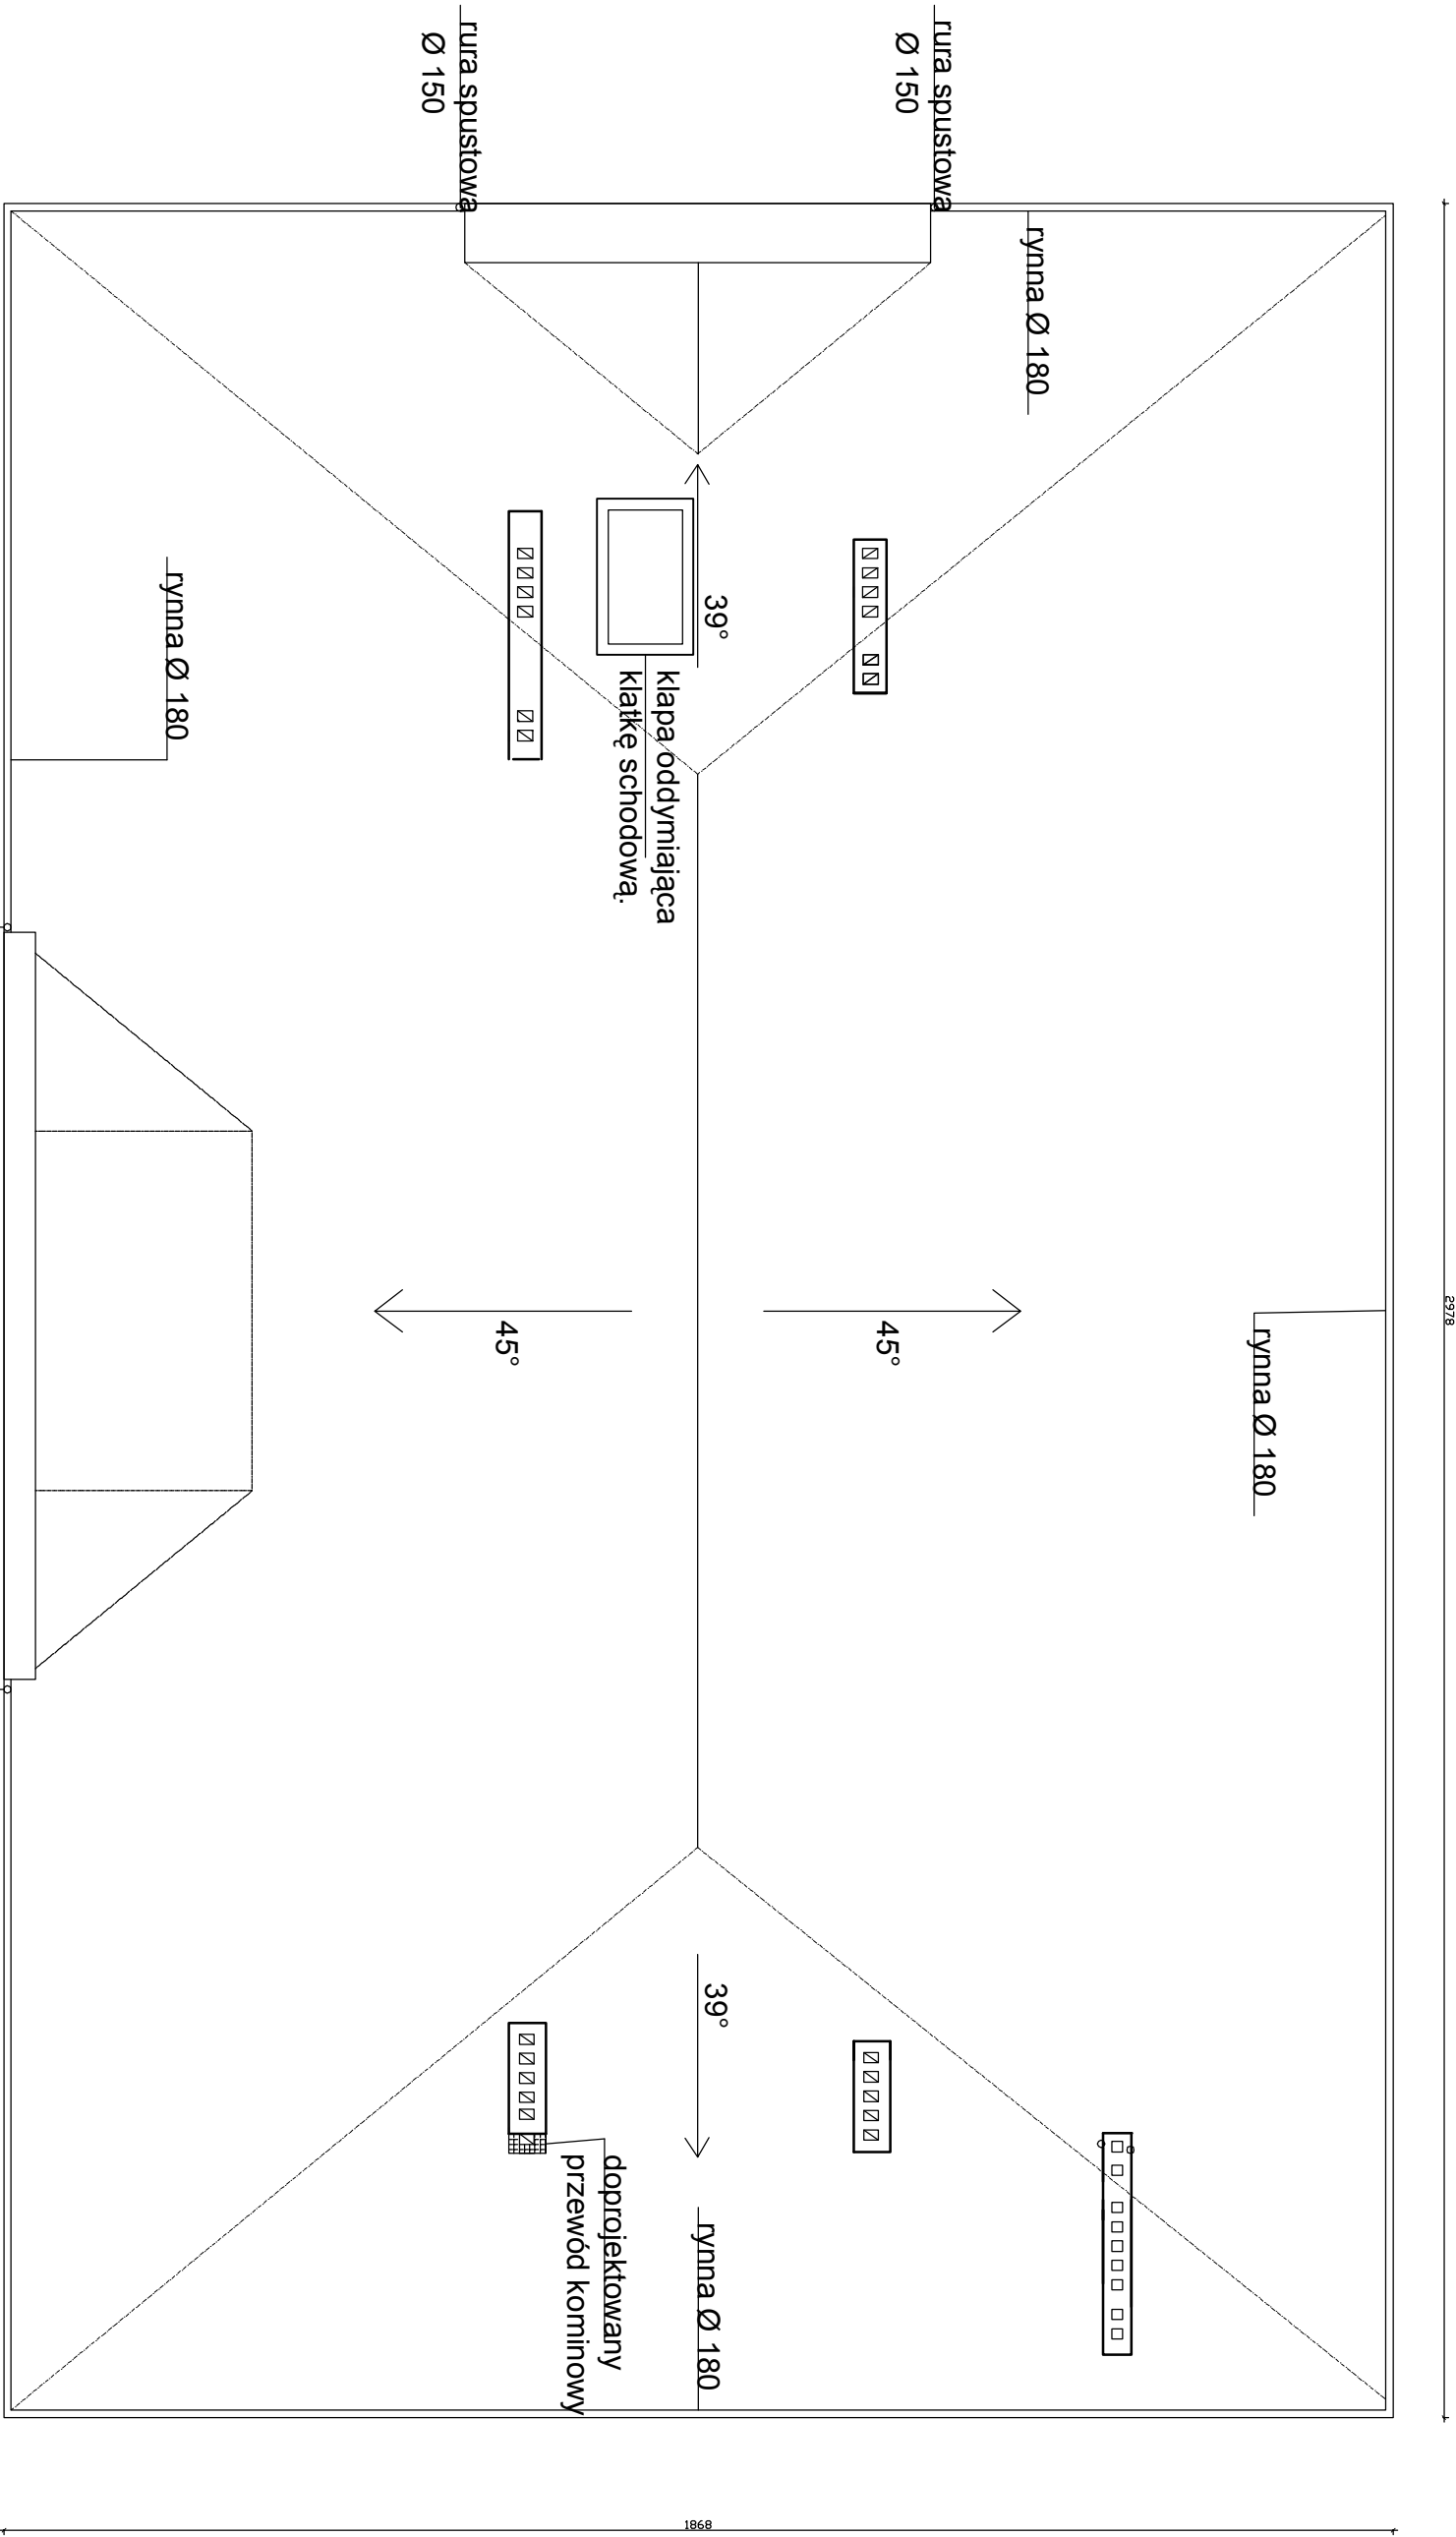 2978
rura spustowa
Ø 150
rura spustowa
Ø 150
rynna Ø 180
rynna Ø 180
rynna Ø 180
39°
klapa oddymiająca
klatkę schodową.
45°
45°
39°
rynna Ø 180
doprojektowany
przewód kominowy
1868